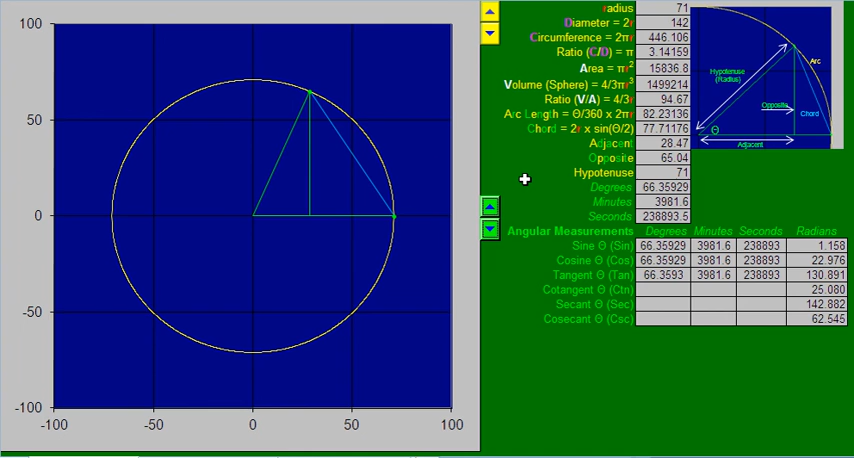 100
50
0
-50
-100
-100 -50 0 50 100
radius 71
Diameter = 2r 142
Circumference = 2πr 446.106
Ratio (C/D) = π 3.14159
Area = πr² 15836.8
Volume (Sphere) = 4/3πr³ 1499214
Ratio (V/A) = 4/3r 94.67
Arc Length = Θ/360 x 2πr 82.23136
Chord = 2r x sin(Θ/2) 77.71176
Adjacent 28.47
Opposite 65.04
Hypotenuse 71
Degrees 66.35929
Minutes 3981.6
Seconds 238893.5
Arc
Hypotenuse
(Radius)
Opposite
Chord
Θ
Adjacent
Angular Measurements Degrees Minutes Seconds Radians
Sine Θ (Sin) 66.35929 3981.6 238893 1.158
Cosine Θ (Cos) 66.35929 3981.6 238893 22.976
Tangent Θ (Tan) 66.3593 3981.6 238893 130.891
Cotangent Θ (Ctn) 25.080
Secant Θ (Sec) 142.882
Cosecant Θ (Csc) 62.545